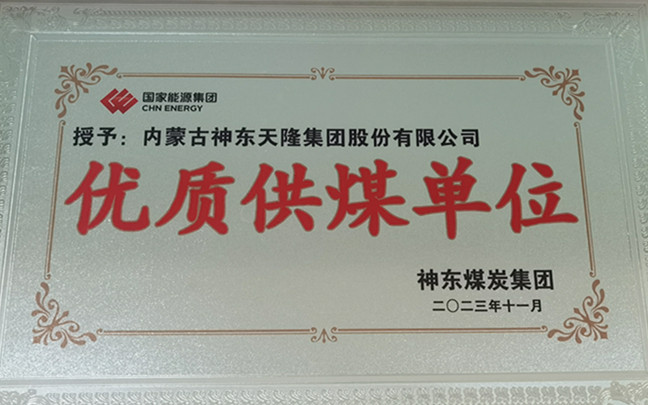 国家能源集团
CHN ENERGY
授予：内蒙古神东天隆集团股份有限公司
优质供煤单位
神东煤炭集团
二〇二三年十一月